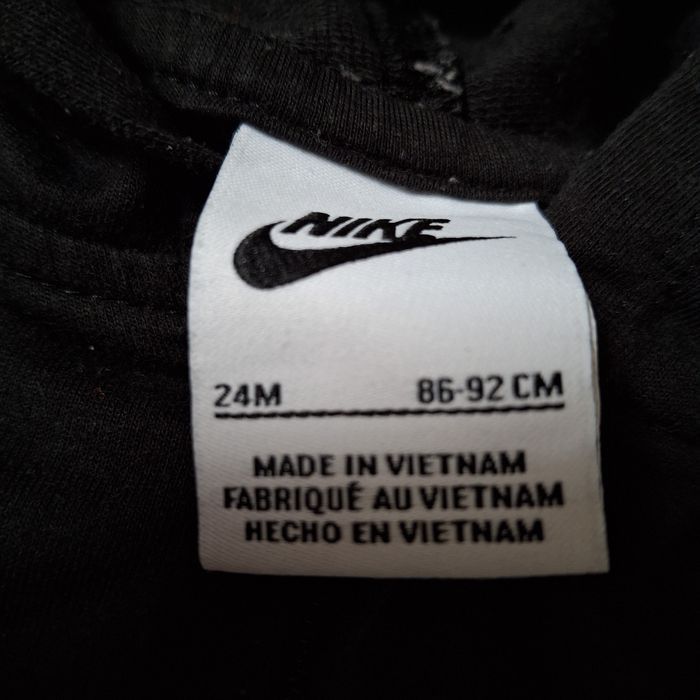 NIKE
24M 86-92 CM
MADE IN VIETNAM
FABRIQUÉ AU VIETNAM
HECHO EN VIETNAM